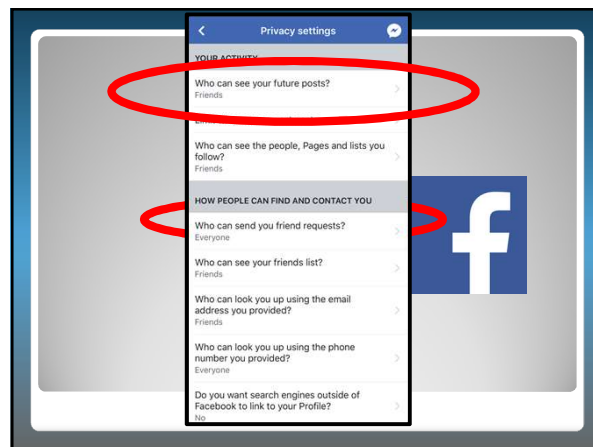 Privacy settings
YOUR ACTIVITY
Who can see your future posts?
Friends
Who can see the people, Pages and lists you
follow?
Friends
HOW PEOPLE CAN FIND AND CONTACT YOU
Who can send you friend requests?
Everyone
Who can see your friends list?
Friends
Who can look you up using the email
address you provided?
Friends
Who can look you up using the phone
number you provided?
Everyone
Do you want search engines outside of
Facebook to link to your Profile?
No
f